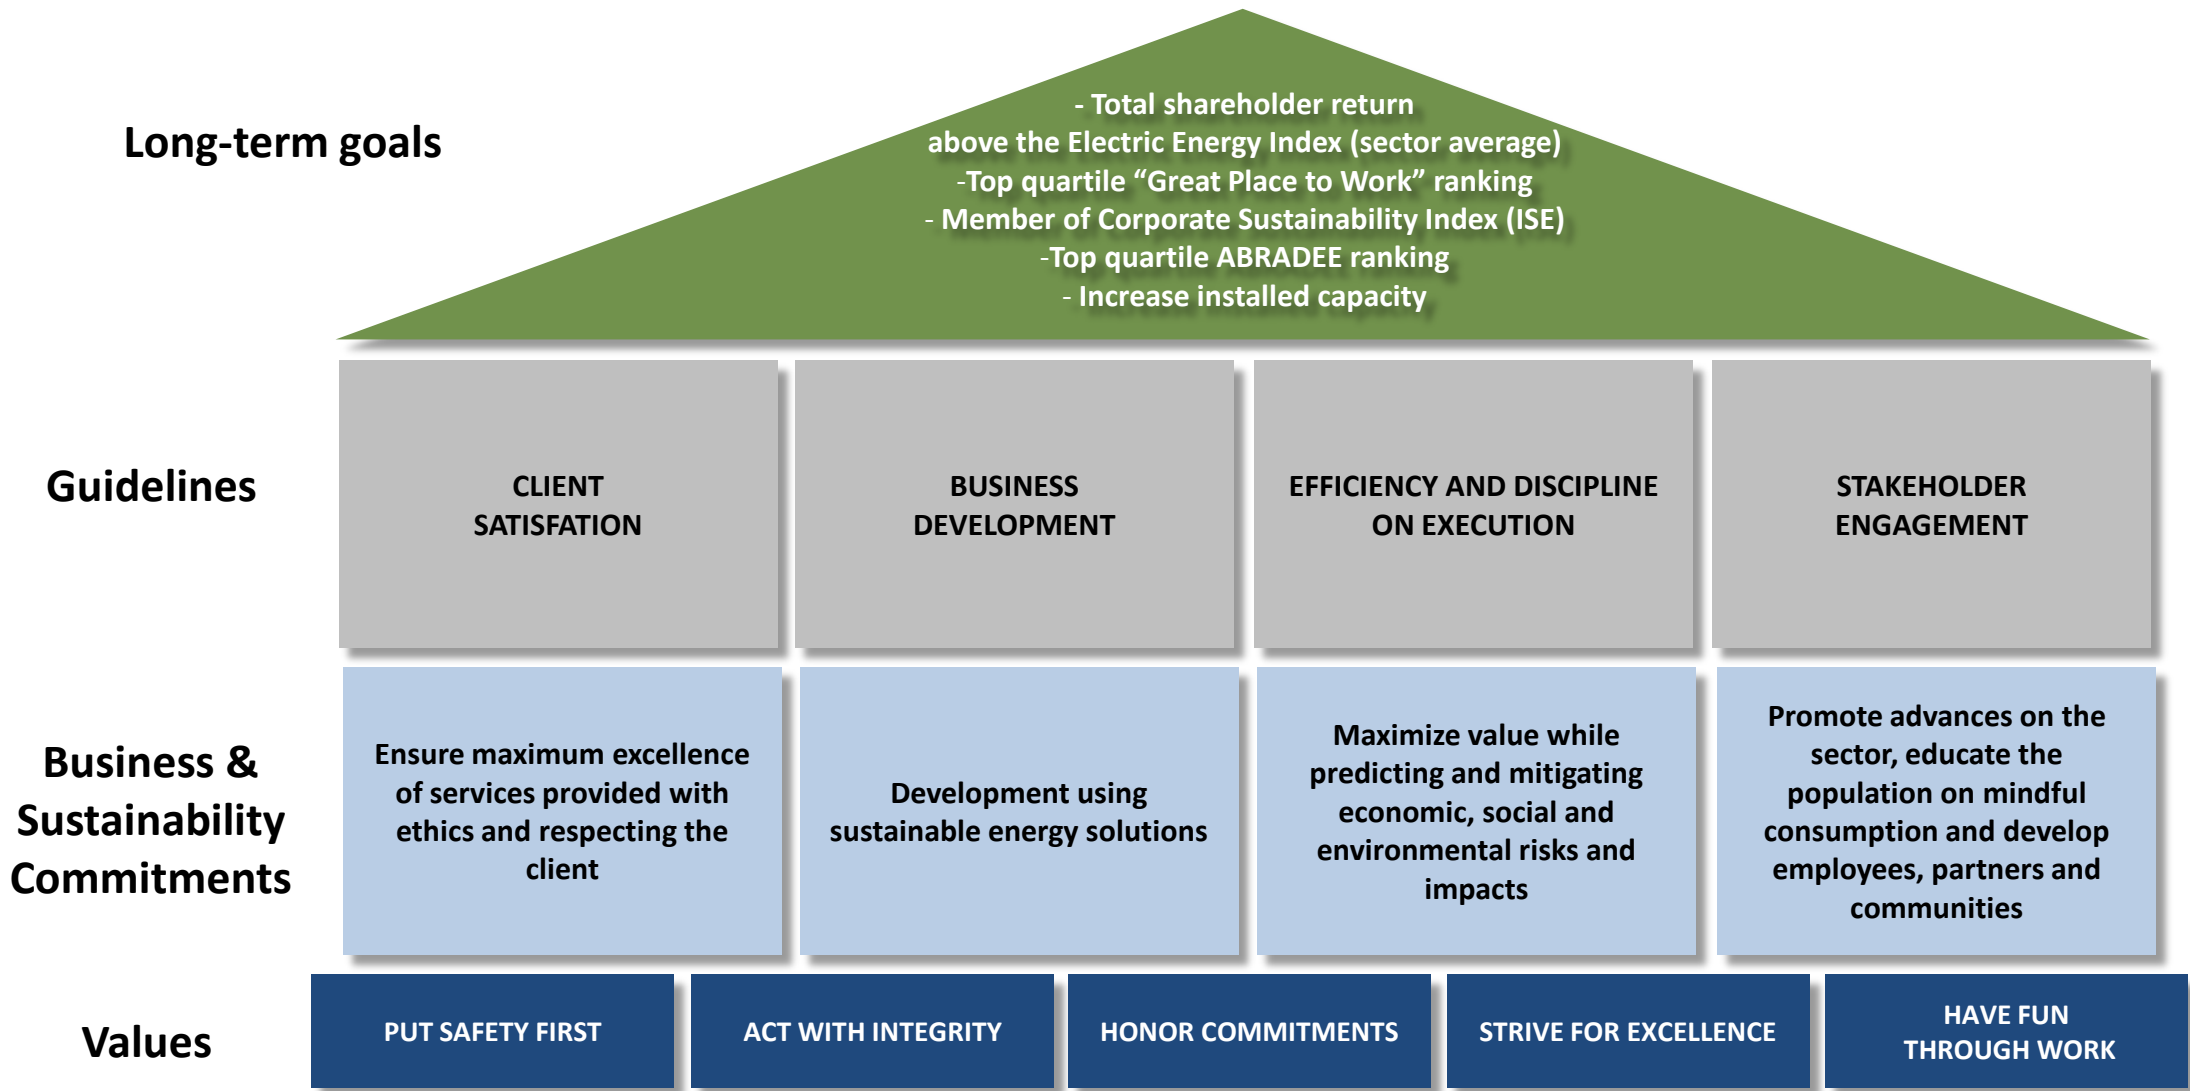 Long-term goals
- Total shareholder return
above the Electric Energy Index (sector average)
-Top quartile “Great Place to Work” ranking
- Member of Corporate Sustainability Index (ISE)
-Top quartile ABRADEE ranking
- Increase installed capacity
Guidelines
CLIENT
SATISFATION
BUSINESS
DEVELOPMENT
EFFICIENCY AND DISCIPLINE
ON EXECUTION
STAKEHOLDER
ENGAGEMENT
Business &
Sustainability
Commitments
Ensure maximum excellence
of services provided with
ethics and respecting the
client
Development using
sustainable energy solutions
Maximize value while
predicting and mitigating
economic, social and
environmental risks and
impacts
Promote advances on the
sector, educate the
population on mindful
consumption and develop
employees, partners and
communities
Values
PUT SAFETY FIRST
ACT WITH INTEGRITY
HONOR COMMITMENTS
STRIVE FOR EXCELLENCE
HAVE FUN
THROUGH WORK